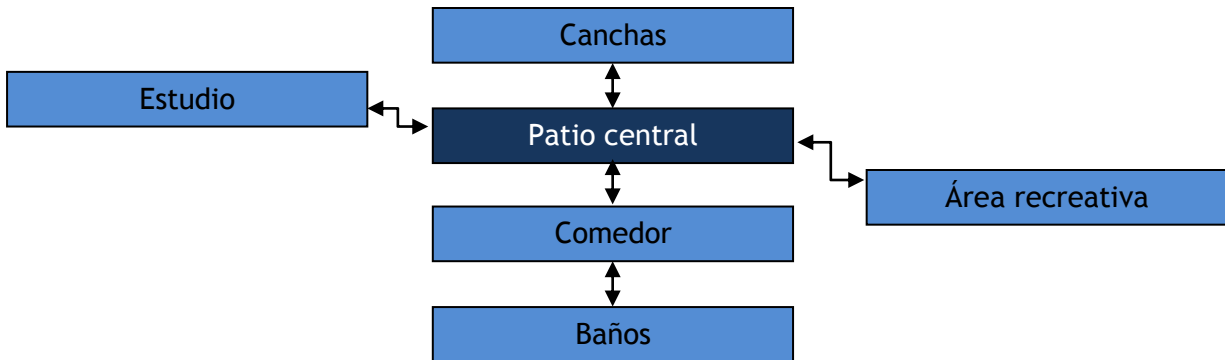 Canchas
Estudio
Patio central
Área recreativa
Comedor
Baños